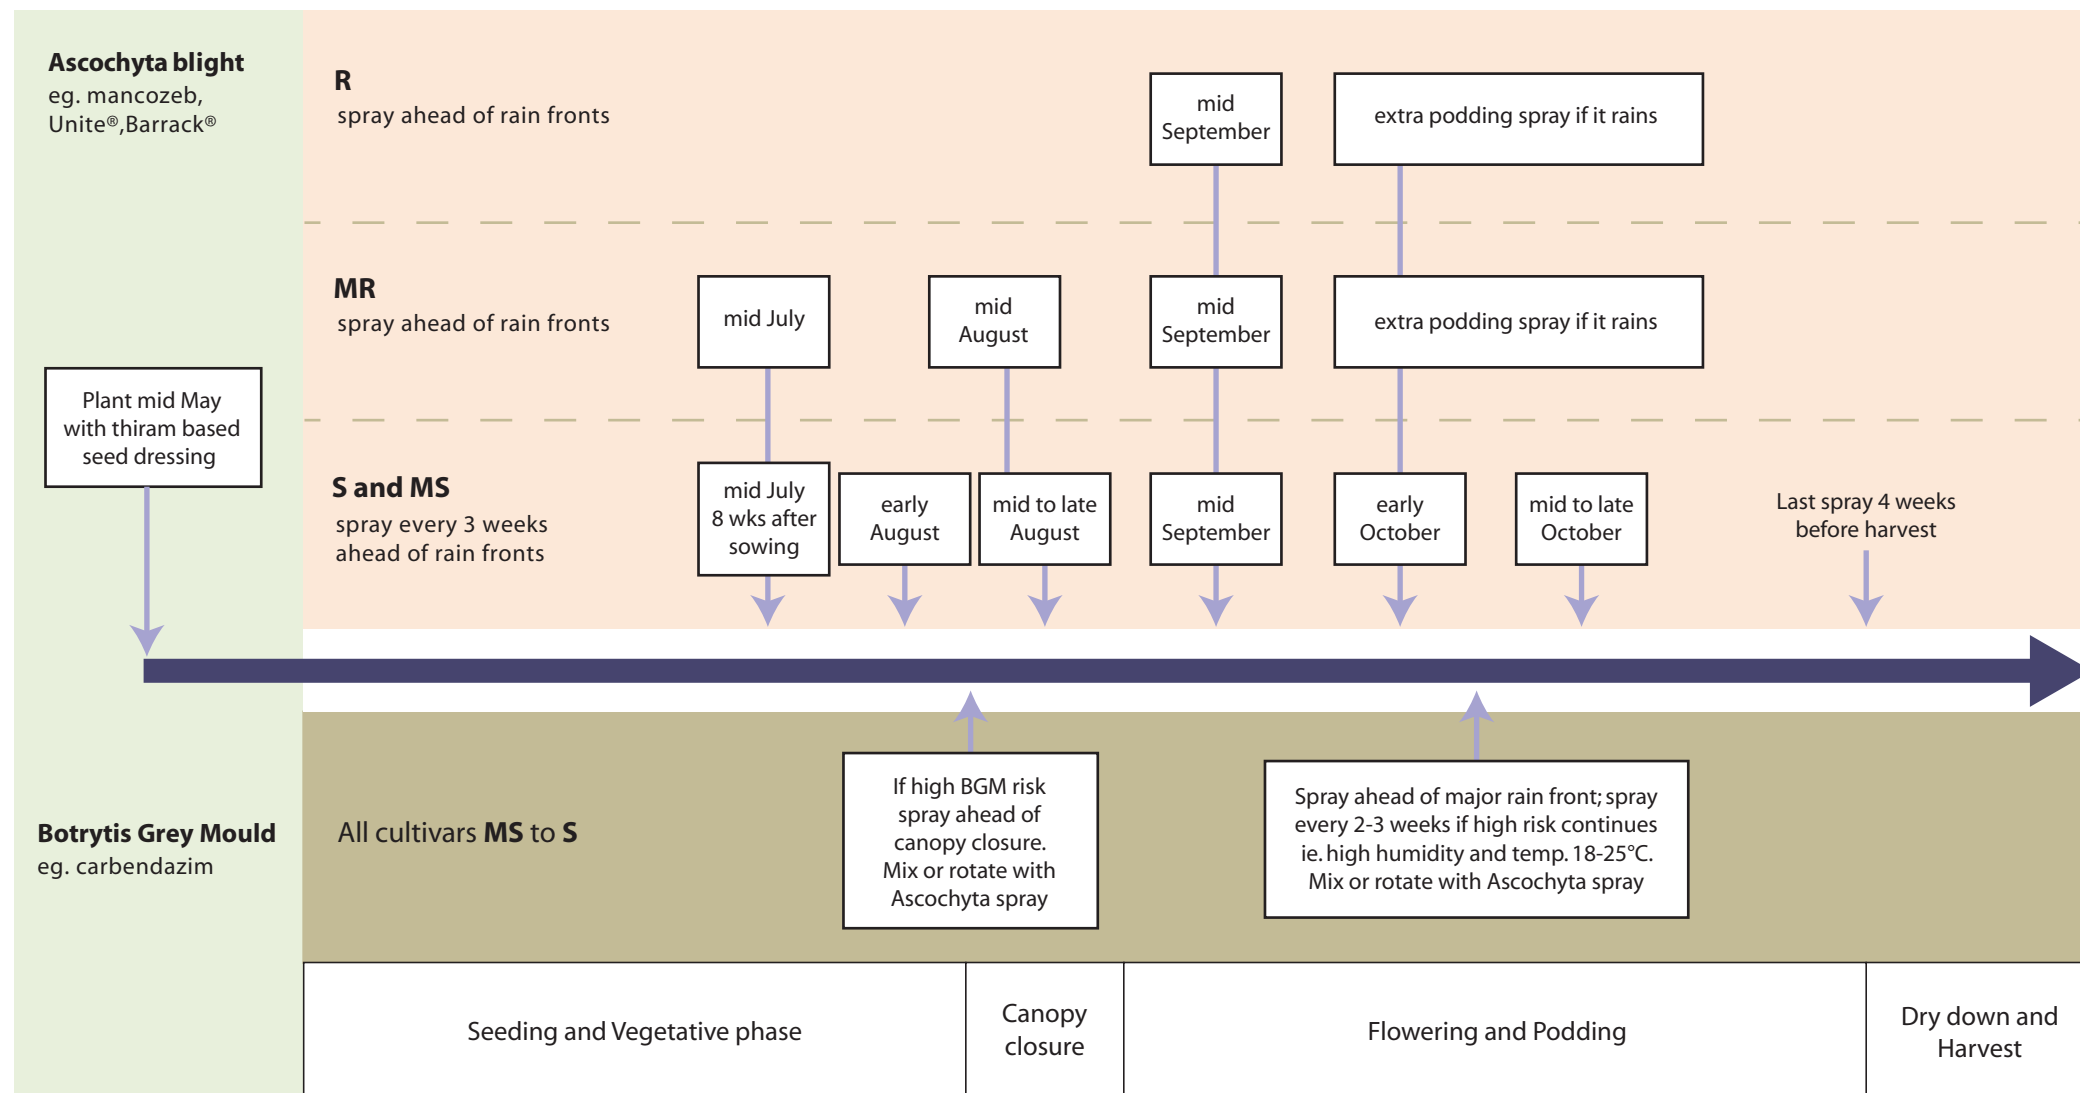 Ascochyta blight
eg. mancozeb,
Unite®,Barrack®
R
spray ahead of rain fronts
mid
September
extra podding spray if it rains
MR
spray ahead of rain fronts
mid July
mid
August
mid
September
extra podding spray if it rains
Plant mid May
with thiram based
seed dressing
S and MS
spray every 3 weeks
ahead of rain fronts
mid July
8 wks after
sowing
early
August
mid to late
August
mid
September
early
October
mid to late
October
Last spray 4 weeks
before harvest
Botrytis Grey Mould
eg. carbendazim
All cultivars MS to S
If high BGM risk
spray ahead of
canopy closure.
Mix or rotate with
Ascochyta spray
Spray ahead of major rain front; spray
every 2-3 weeks if high risk continues
ie. high humidity and temp. 18-25°C.
Mix or rotate with Ascochyta spray
Seeding and Vegetative phase
Canopy
closure
Flowering and Podding
Dry down and
Harvest